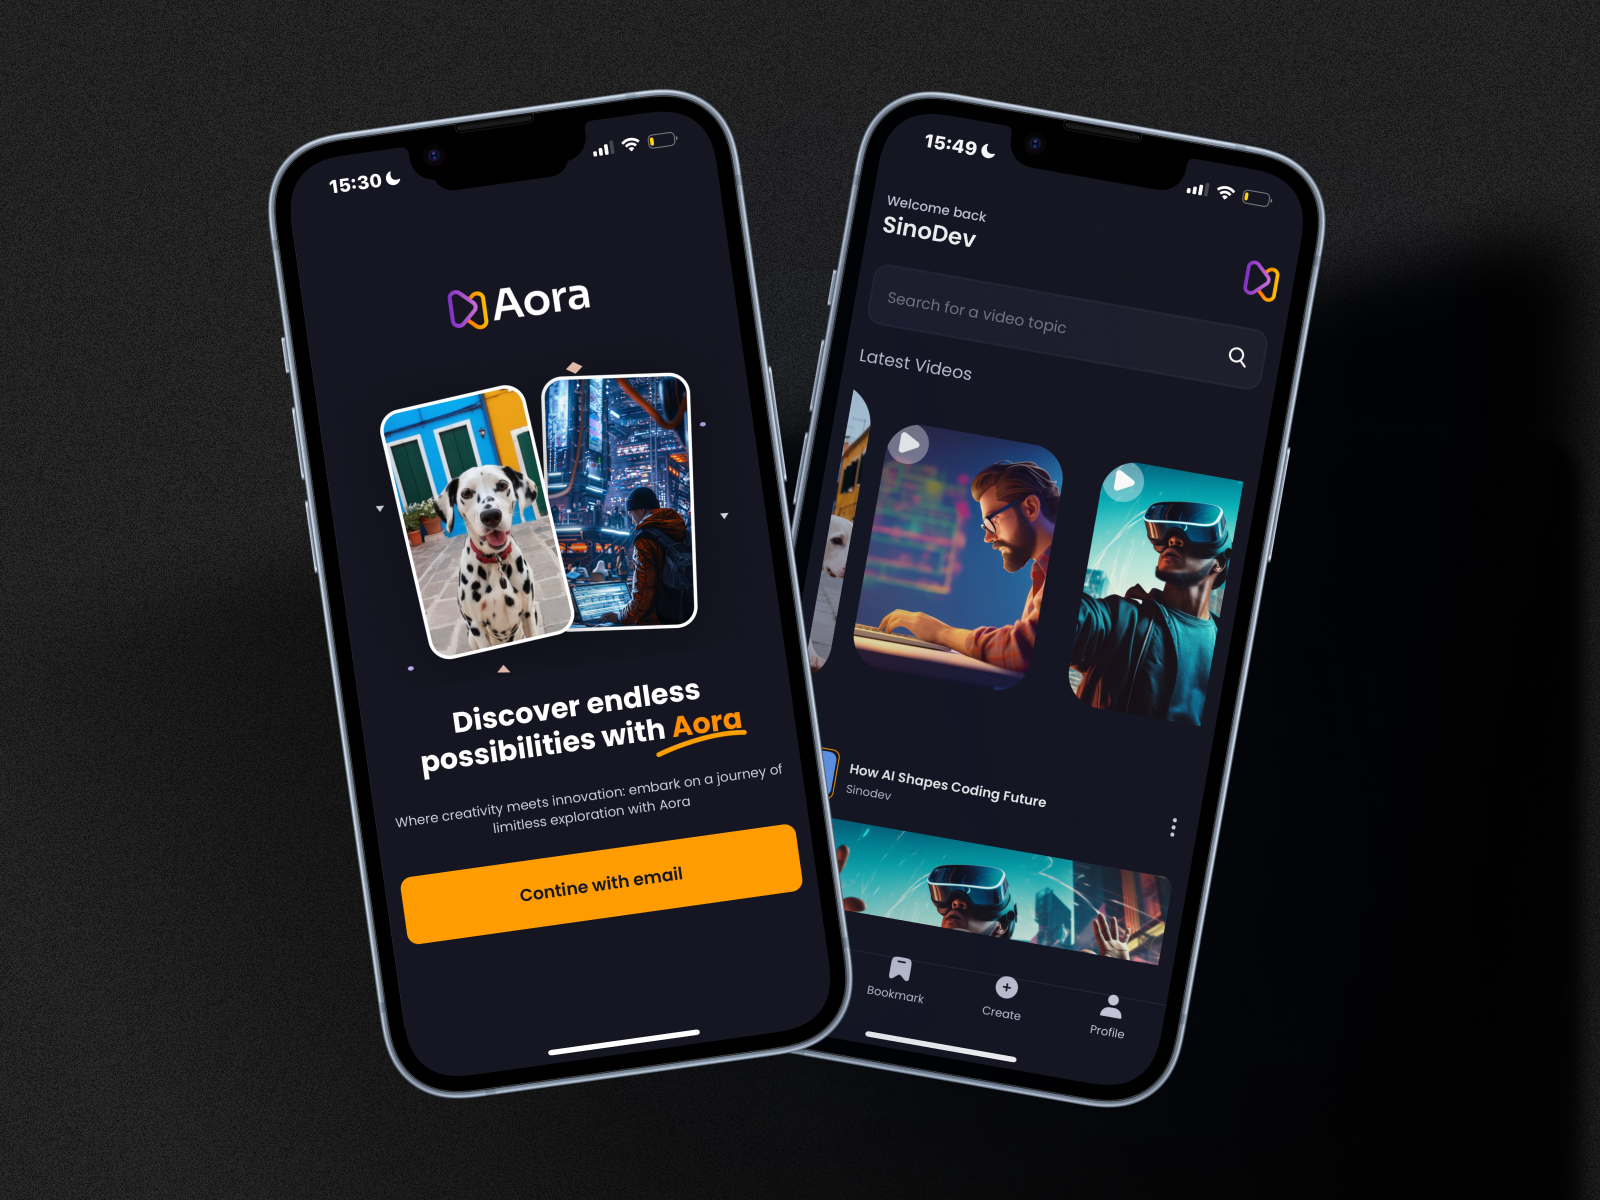 15:30
Aora
Discover endless
possibilities with Aora
Where creativity meets innovation: embark on a journey of
limitless exploration with Aora
Contine with email
15:49
Welcome back
SinoDev
Search for a video topic
Latest Videos
How AI Shapes Coding Future
Sinodev
Bookmark
Create
Profile